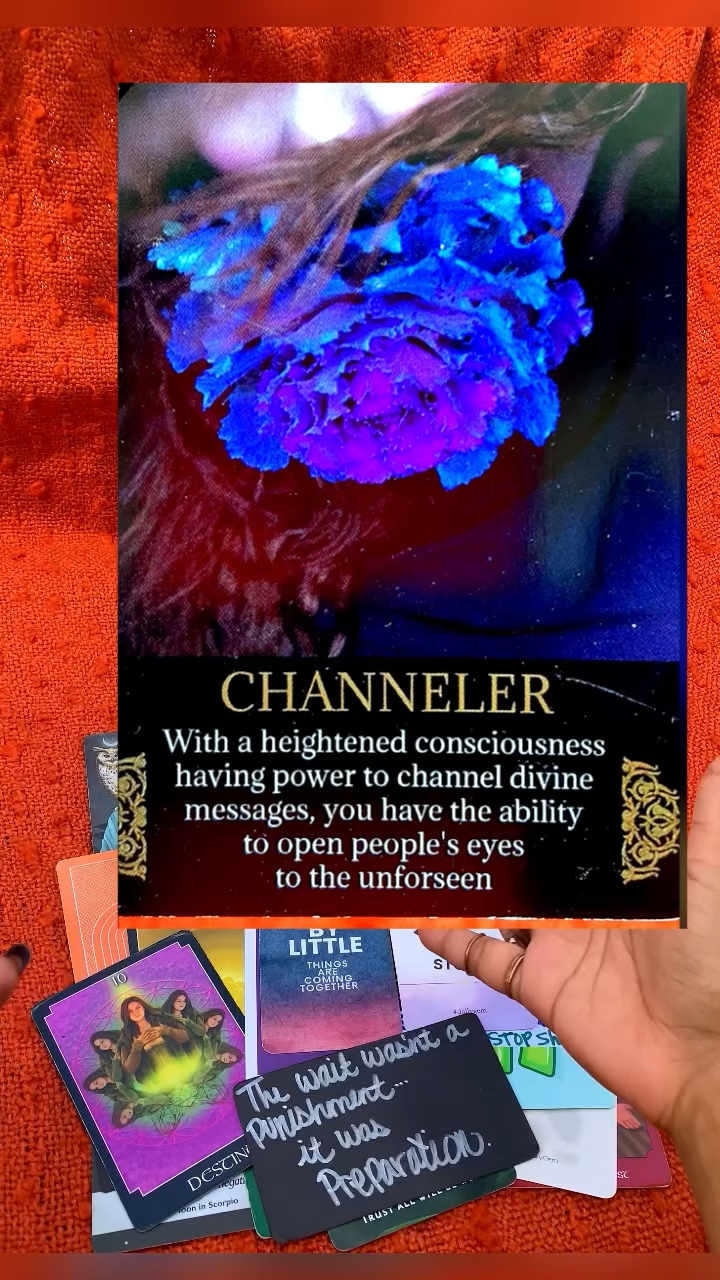 CHANNELER
With a heightened consciousness
having power to channel divine
messages, you have the ability
to open people's eyes
to the unforseen
BY
LITTLE
THINGS
ARE
COMING
TOGETHER
STOP
10
The wait wasn't a
punishment...
it was
Preparation.
DESTIN
Moon in Scorpio
TRUST ALL WILL